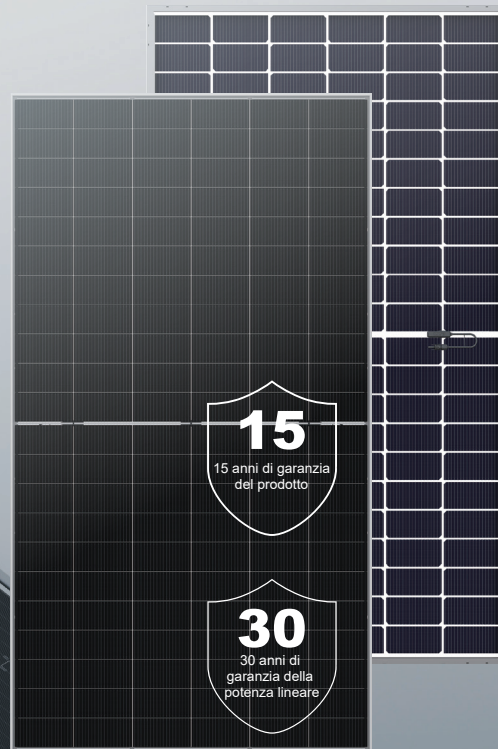 15
15 anni di garanzia
del prodotto
30
30 anni di
garanzia della
potenza lineare